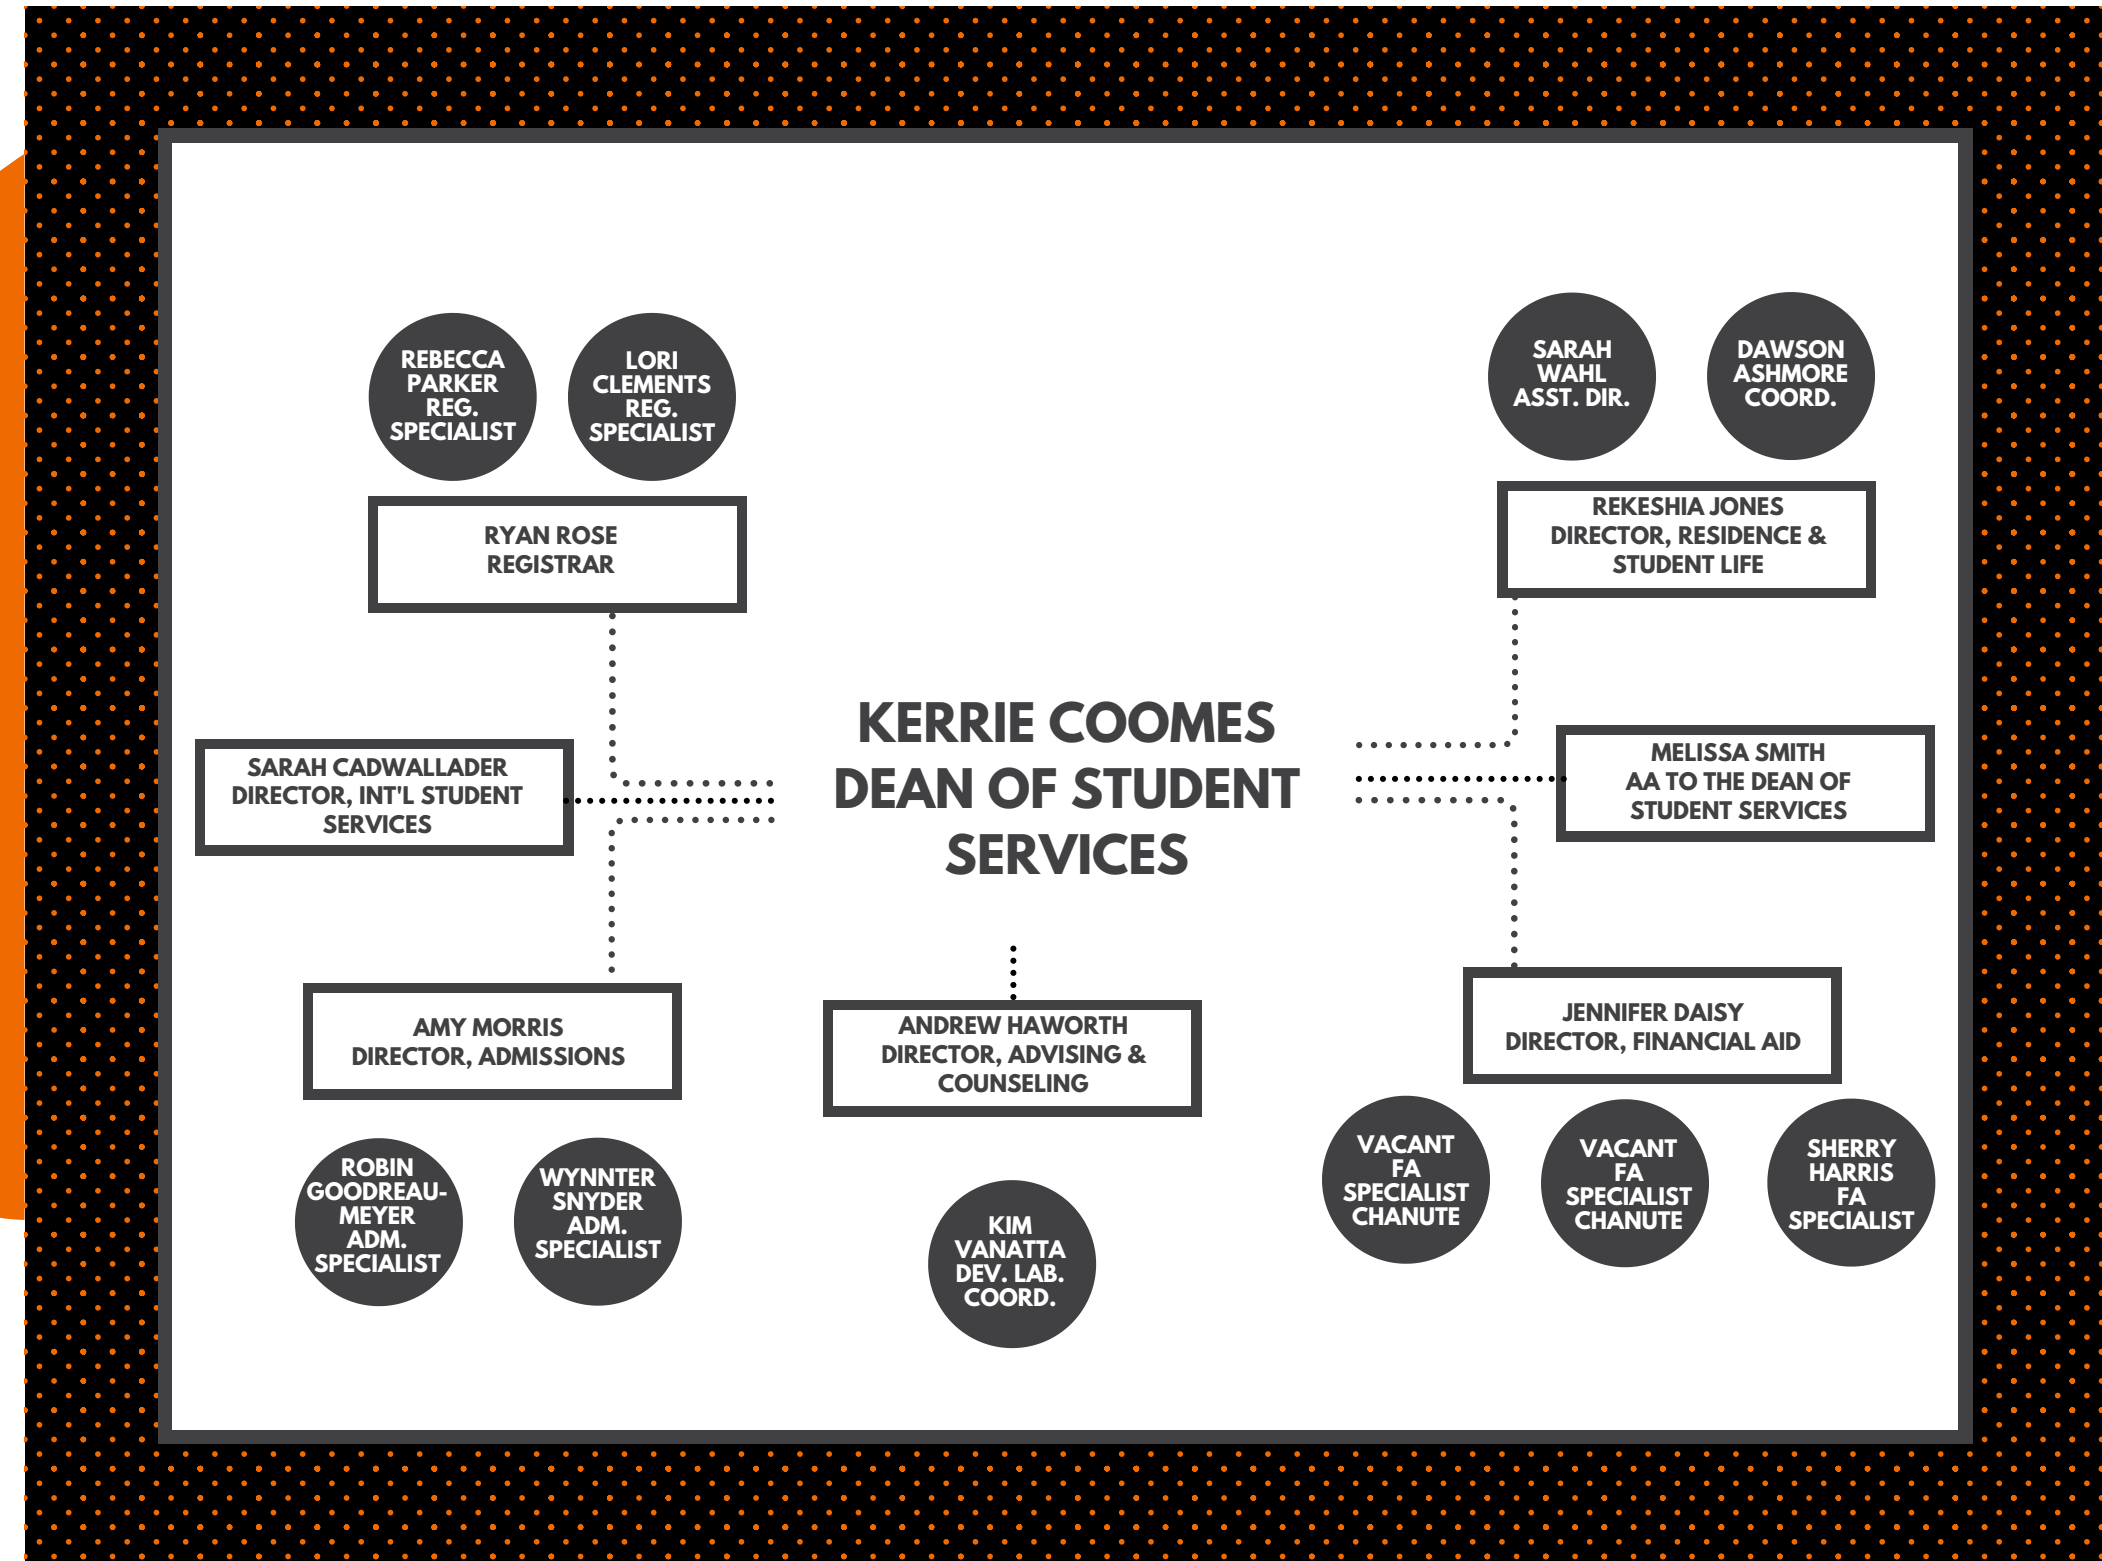 REBECCA
PARKER
REG.
SPECIALIST
LORI
CLEMENTS
REG.
SPECIALIST
SARAH
WAHL
ASST. DIR.
DAWSON
ASHMORE
COORD.
RYAN ROSE
REGISTRAR
REKESHIA JONES
DIRECTOR, RESIDENCE &
STUDENT LIFE
KERRIE COOMES
DEAN OF STUDENT
SERVICES
SARAH CADWALLADER
DIRECTOR, INT'L STUDENT
SERVICES
MELISSA SMITH
AA TO THE DEAN OF
STUDENT SERVICES
AMY MORRIS
DIRECTOR, ADMISSIONS
ANDREW HAWORTH
DIRECTOR, ADVISING &
COUNSELING
JENNIFER DAISY
DIRECTOR, FINANCIAL AID
ROBIN
GOODREAU-
MEYER
ADM.
SPECIALIST
WYNNTER
SNYDER
ADM.
SPECIALIST
KIM
VANATTA
DEV. LAB.
COORD.
VACANT
FA
SPECIALIST
CHANUTE
VACANT
FA
SPECIALIST
CHANUTE
SHERRY
HARRIS
FA
SPECIALIST